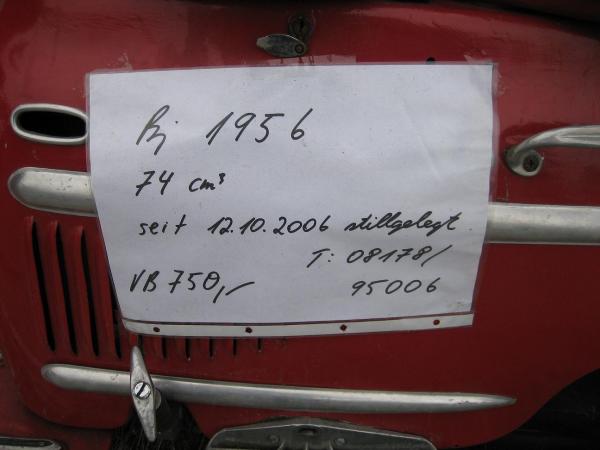 Bj 1956
74 cm³
seit 12.10.2006 stillgelegt
T: 08178/
VB 750,- 95006